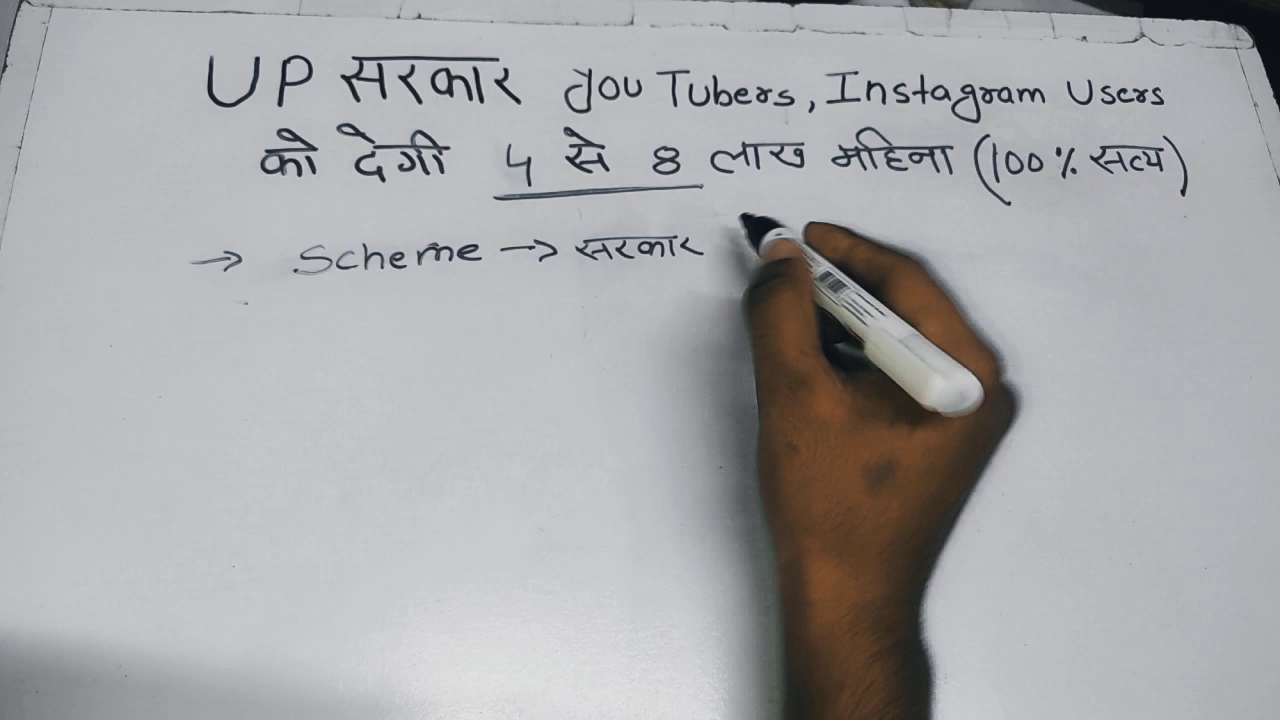 UP सरकार YouTubers, Instagram Users
को देगी 4 से 8 लाख महिना (100% सत्य)
→ Scheme → सरकार